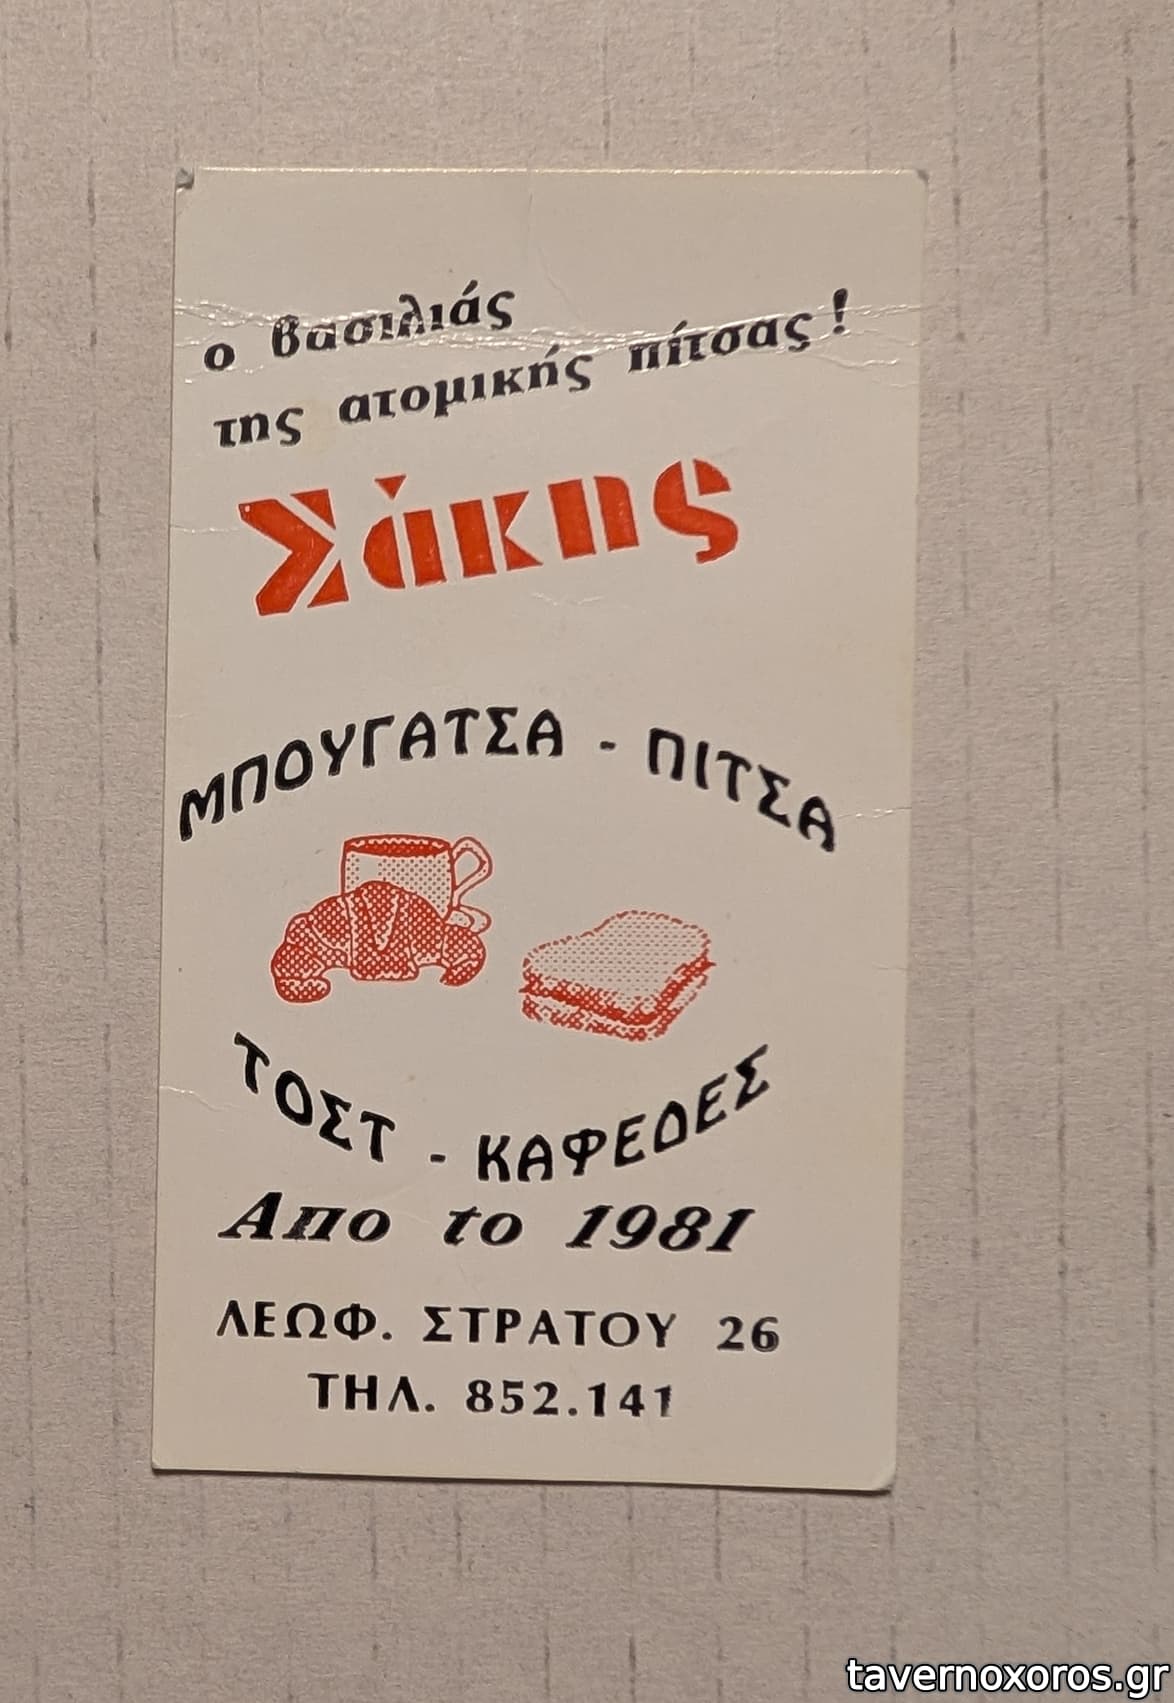 ο βασιλιάς
της ατομικής πίτσας!
Σάκης
ΜΠΟΥΓΑΤΣΑ - ΠΙΤΣΑ
ΤΟΣΤ - ΚΑΦΕΔΕΣ
Απο το 1981
ΛΕΩΦ. ΣΤΡΑΤΟΥ 26
ΤΗΛ. 852.141
tavernoxoros.gr